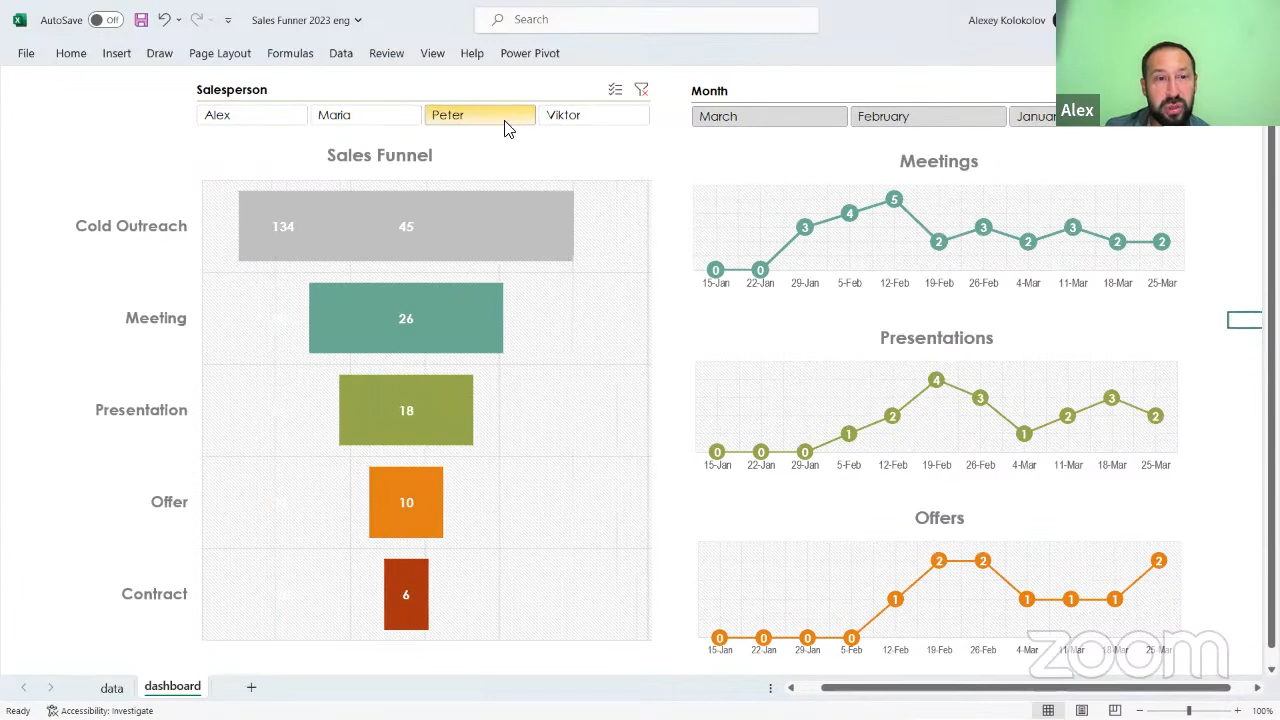 AutoSave Off Sales Funner 2023 eng Search Alexey Kolokolov
File Home Insert Draw Page Layout Formulas Data Review View Help Power Pivot
Alex
Salesperson
Alex Maria Peter Viktor
Month
March February
Sales Funnel
Cold Outreach 134 45
Meeting 26
Presentation 18
Offer 10
Contract 6
Meetings
0 0 3 4 5 2 3 2 3 2 2
15-Jan 22-Jan 29-Jan 5-Feb 12-Feb 19-Feb 26-Feb 4-Mar 11-Mar 18-Mar 25-Mar
Presentations
0 0 0 1 2 4 3 1 2 3 2
15-Jan 22-Jan 29-Jan 5-Feb 12-Feb 19-Feb 26-Feb 4-Mar 11-Mar 18-Mar 25-Mar
Offers
0 0 0 0 1 2 2 1 1 1 2
15-Jan 22-Jan 29-Jan 5-Feb 12-Feb 19-Feb 26-Feb 4-Mar 11-Mar 18-Mar
zoom
data dashboard
Ready Accessibility: Investigate 100%